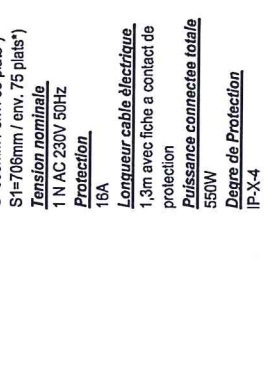 S1=706mm / env. 75 plats*)
Tension nominale
1 N AC 230V 50Hz
Protection
16A
Longueur cable électrique
1,3m avec fiche a contact de
protection
Puissance connectee totale
550W
Degre de Protection
IP-X-4